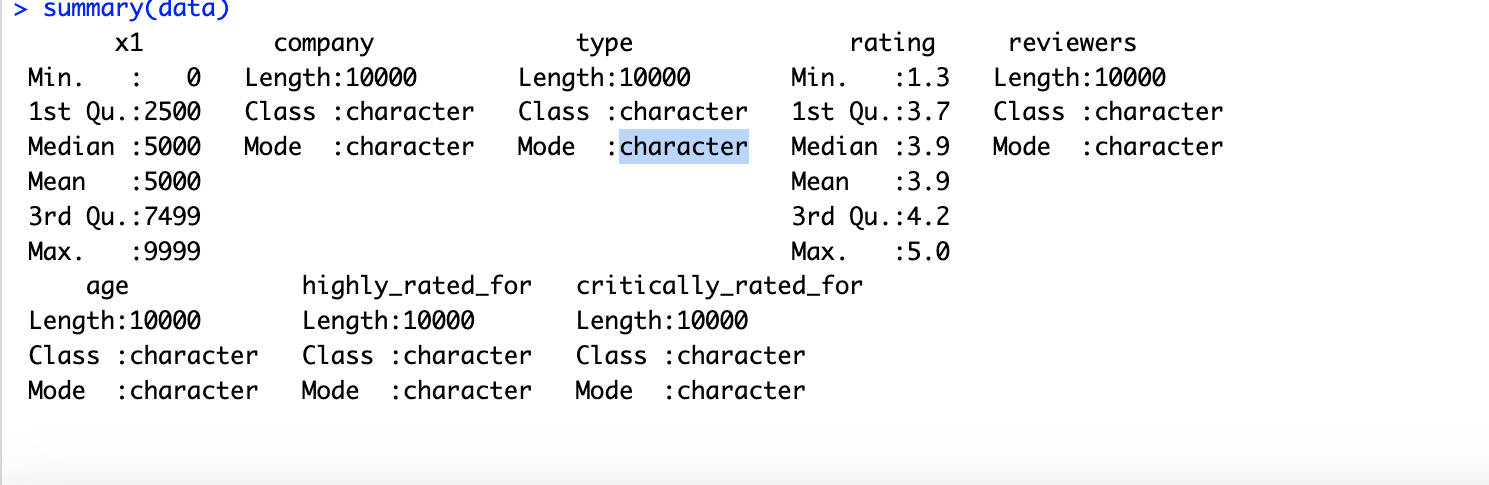 > summary(data)
x1 company type rating reviewers
Min. : 0 Length:10000 Length:10000 Min. :1.3 Length:10000
1st Qu.:2500 Class :character Class :character 1st Qu.:3.7 Class :character
Median :5000 Mode :character Mode :character Median :3.9 Mode :character
Mean :5000 Mean :3.9
3rd Qu.:7499 3rd Qu.:4.2
Max. :9999 Max. :5.0
age highly_rated_for critically_rated_for
Length:10000 Length:10000 Length:10000
Class :character Class :character Class :character
Mode :character Mode :character Mode :character